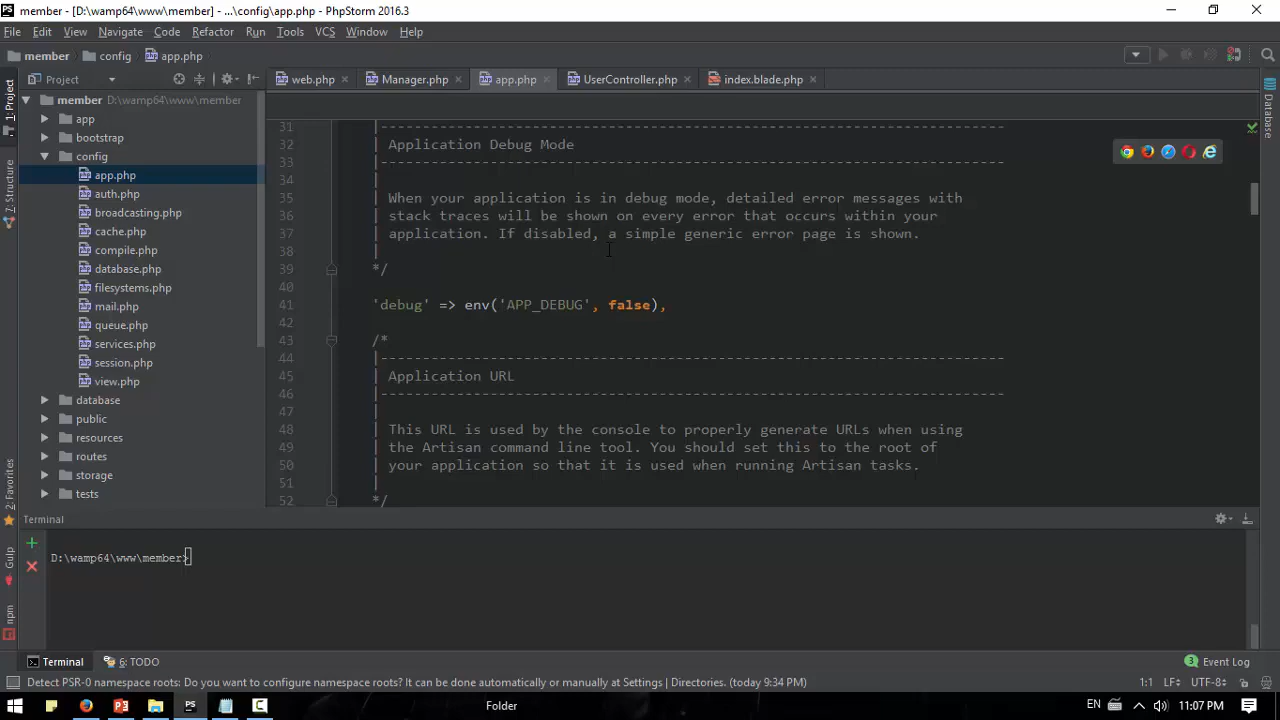 member - [D:\wamp64\www\member] - ...\config\app.php - PhpStorm 2016.3
File Edit View Navigate Code Refactor Run Tools VCS Window Help
member config app.php
Project
web.php Manager.php app.php UserController.php index.blade.php
1: Project
7: Structure
2: Favorites
Gulp
npm
Database
member D:\wamp64\www\member
app
bootstrap
config
app.php
auth.php
broadcasting.php
cache.php
compile.php
database.php
filesystems.php
mail.php
queue.php
services.php
session.php
view.php
database
public
resources
routes
storage
tests
31 |--------------------------------------------------------------------------
32 | Application Debug Mode
33 |--------------------------------------------------------------------------
34 |
35 | When your application is in debug mode, detailed error messages with
36 | stack traces will be shown on every error that occurs within your
37 | application. If disabled, a simple generic error page is shown.
38 |
39 */
40
41 'debug' => env('APP_DEBUG', false),
42
43 /*
44 |--------------------------------------------------------------------------
45 | Application URL
46 |--------------------------------------------------------------------------
47 |
48 | This URL is used by the console to properly generate URLs when using
49 | the Artisan command line tool. You should set this to the root of
50 | your application so that it is used when running Artisan tasks.
51 |
52 */
Terminal
D:\wamp64\www\member>
Terminal 6: TODO 3 Event Log
Detect PSR-0 namespace roots: Do you want to configure namespace roots? It can be done automatically or manually at Settings | Directories. (today 9:34 PM) 1:1 LF÷ UTF-8÷
Folder EN 11:07 PM